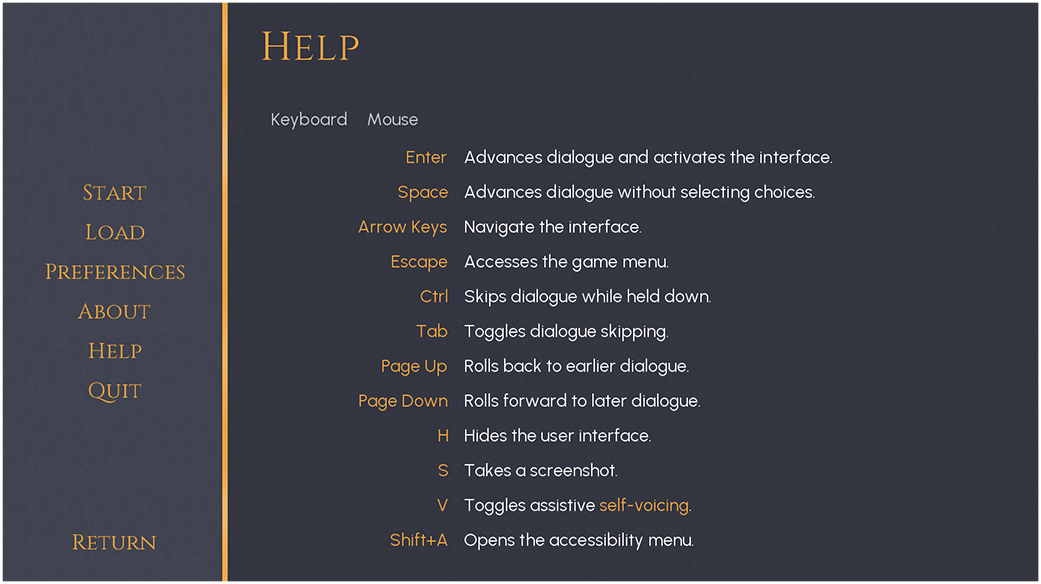 Help
Keyboard Mouse
Enter Advances dialogue and activates the interface.
Space Advances dialogue without selecting choices.
Arrow Keys Navigate the interface.
Escape Accesses the game menu.
Ctrl Skips dialogue while held down.
Tab Toggles dialogue skipping.
Page Up Rolls back to earlier dialogue.
Page Down Rolls forward to later dialogue.
H Hides the user interface.
S Takes a screenshot.
V Toggles assistive self-voicing.
Shift+A Opens the accessibility menu.
Start
Load
Preferences
About
Help
Quit
Return